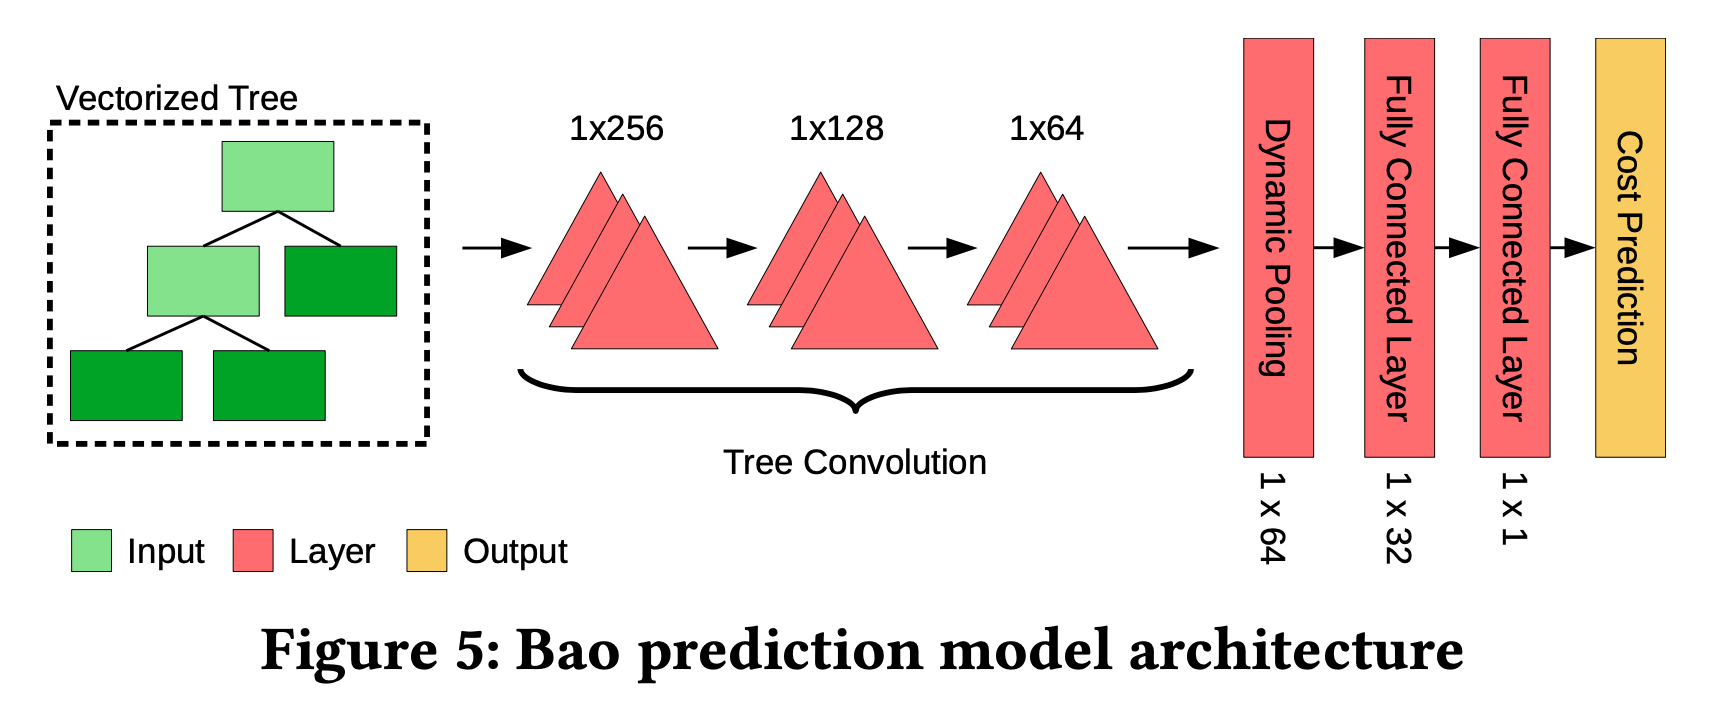 Vectorized Tree
1x256
1x128
1x64
Tree Convolution
Dynamic Pooling
1 x 64
Fully Connected Layer
1 x 32
Fully Connected Layer
1 x 1
Cost Prediction
Input
Layer
Output
Figure 5: Bao prediction model architecture